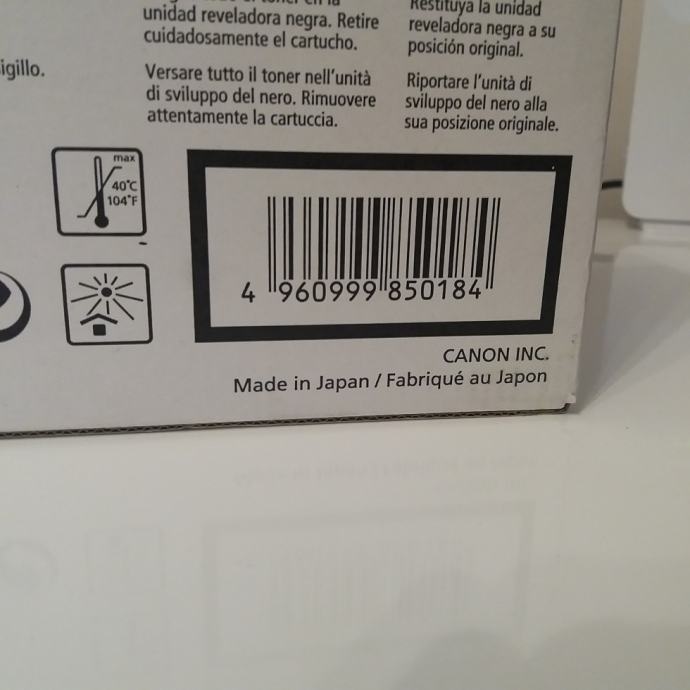 unidad reveladora negra. Retire
cuidadosamente el cartucho.
Restituya la unidad
reveladora negra a su
posición original.
igillo.
Versare tutto il toner nell'unità
di sviluppo del nero. Rimuovere
attentamente la cartuccia.
Riportare l'unità di
sviluppo del nero alla
sua posizione originale.
max
40°C
104°F
4 960999 850184
CANON INC.
Made in Japan / Fabriqué au Japon